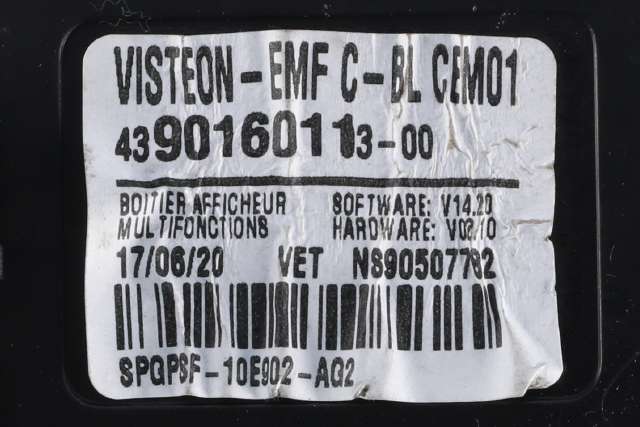 VISTEON-EMF C-BL CEM01
439016011 3-00
BOITIER AFFICHEUR SOFTWARE: V14.20
MULTIFONCTIONS HARDWARE: V02.10
17/06/20 VET NS90507782
SPQPSF-10E902-AG2